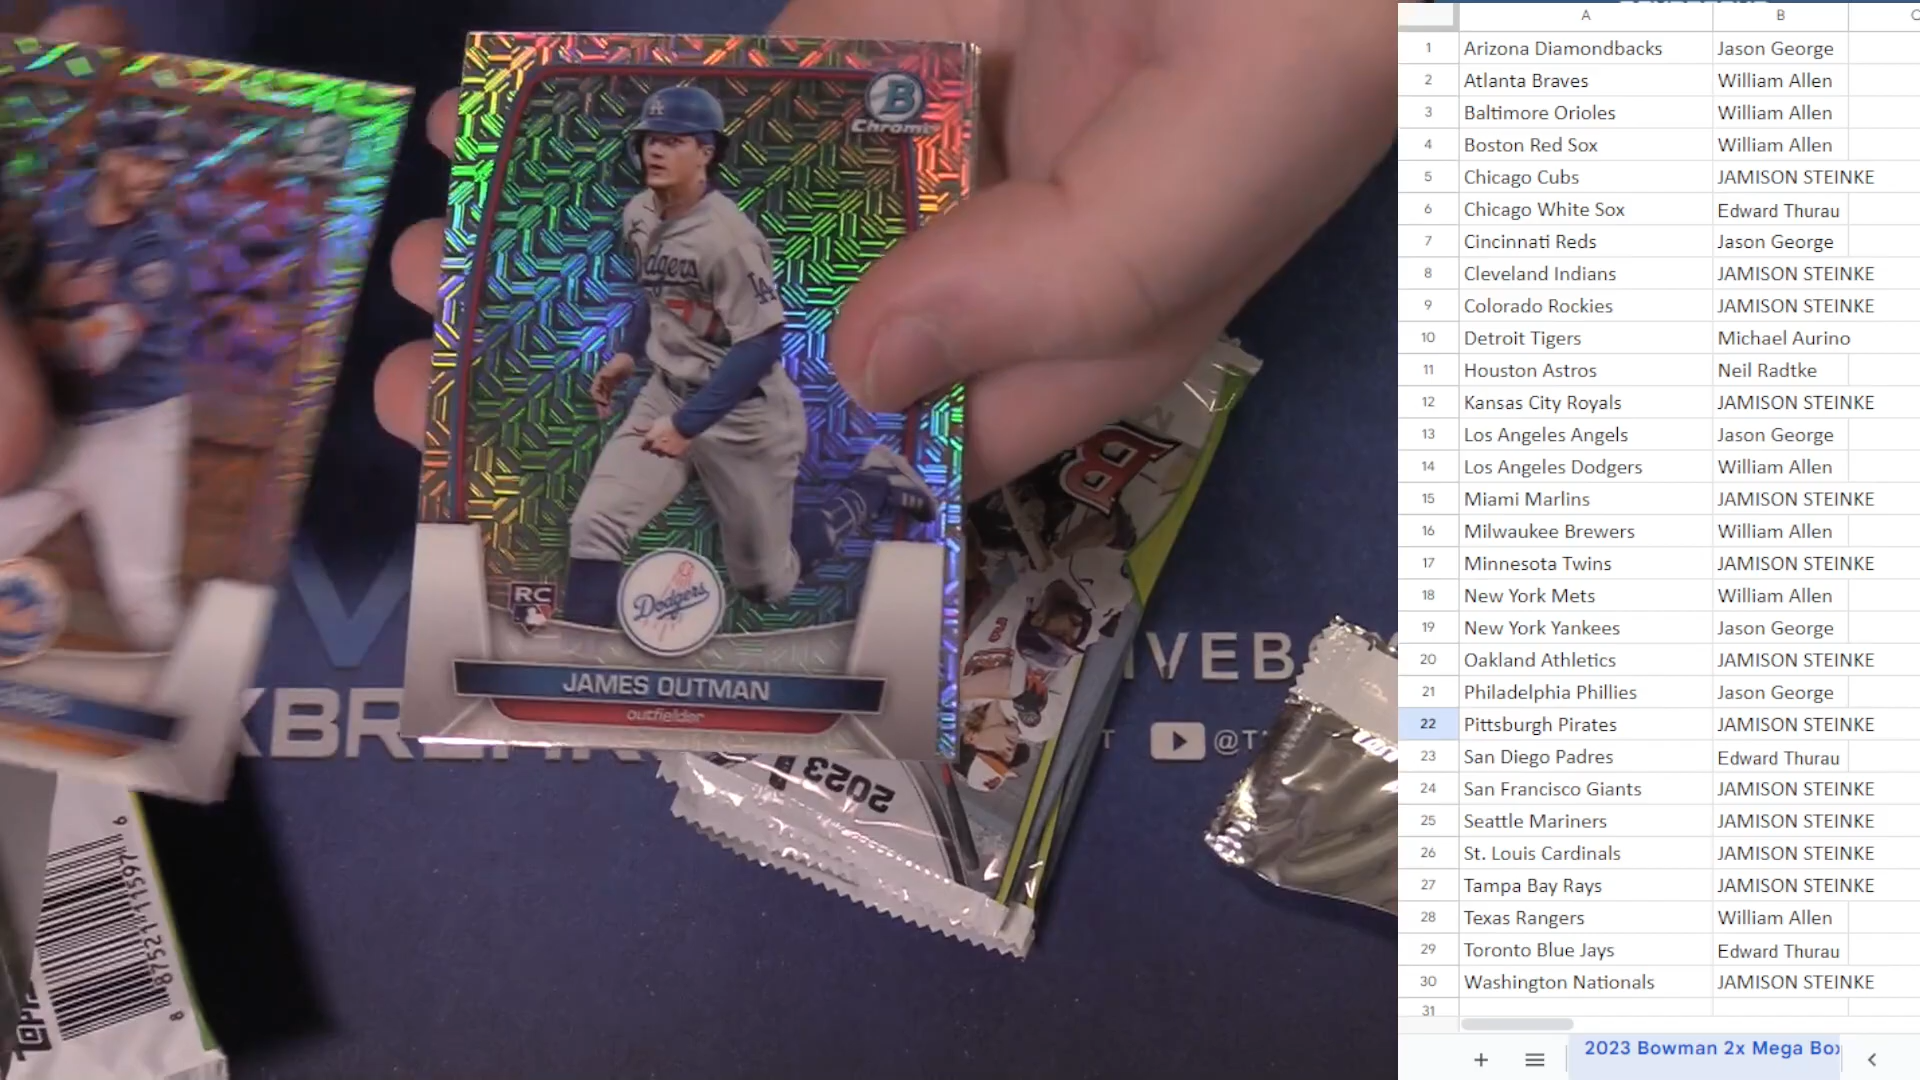 B
Chrome
LA
Dodgers
7
LA
RC
Dodgers
JAMES OUTMAN
outfielder
B
2
2023
IVEB
XBRE
@T
88752141597
9
A B C
1 Arizona Diamondbacks Jason George
2 Atlanta Braves William Allen
3 Baltimore Orioles William Allen
4 Boston Red Sox William Allen
5 Chicago Cubs JAMISON STEINKE
6 Chicago White Sox Edward Thurau
7 Cincinnati Reds Jason George
8 Cleveland Indians JAMISON STEINKE
9 Colorado Rockies JAMISON STEINKE
10 Detroit Tigers Michael Aurino
11 Houston Astros Neil Radtke
12 Kansas City Royals JAMISON STEINKE
13 Los Angeles Angels Jason George
14 Los Angeles Dodgers William Allen
15 Miami Marlins JAMISON STEINKE
16 Milwaukee Brewers William Allen
17 Minnesota Twins JAMISON STEINKE
18 New York Mets William Allen
19 New York Yankees Jason George
20 Oakland Athletics JAMISON STEINKE
21 Philadelphia Phillies Jason George
22 Pittsburgh Pirates JAMISON STEINKE
23 San Diego Padres Edward Thurau
24 San Francisco Giants JAMISON STEINKE
25 Seattle Mariners JAMISON STEINKE
26 St. Louis Cardinals JAMISON STEINKE
27 Tampa Bay Rays JAMISON STEINKE
28 Texas Rangers William Allen
29 Toronto Blue Jays Edward Thurau
30 Washington Nationals JAMISON STEINKE
31
2023 Bowman 2x Mega Box